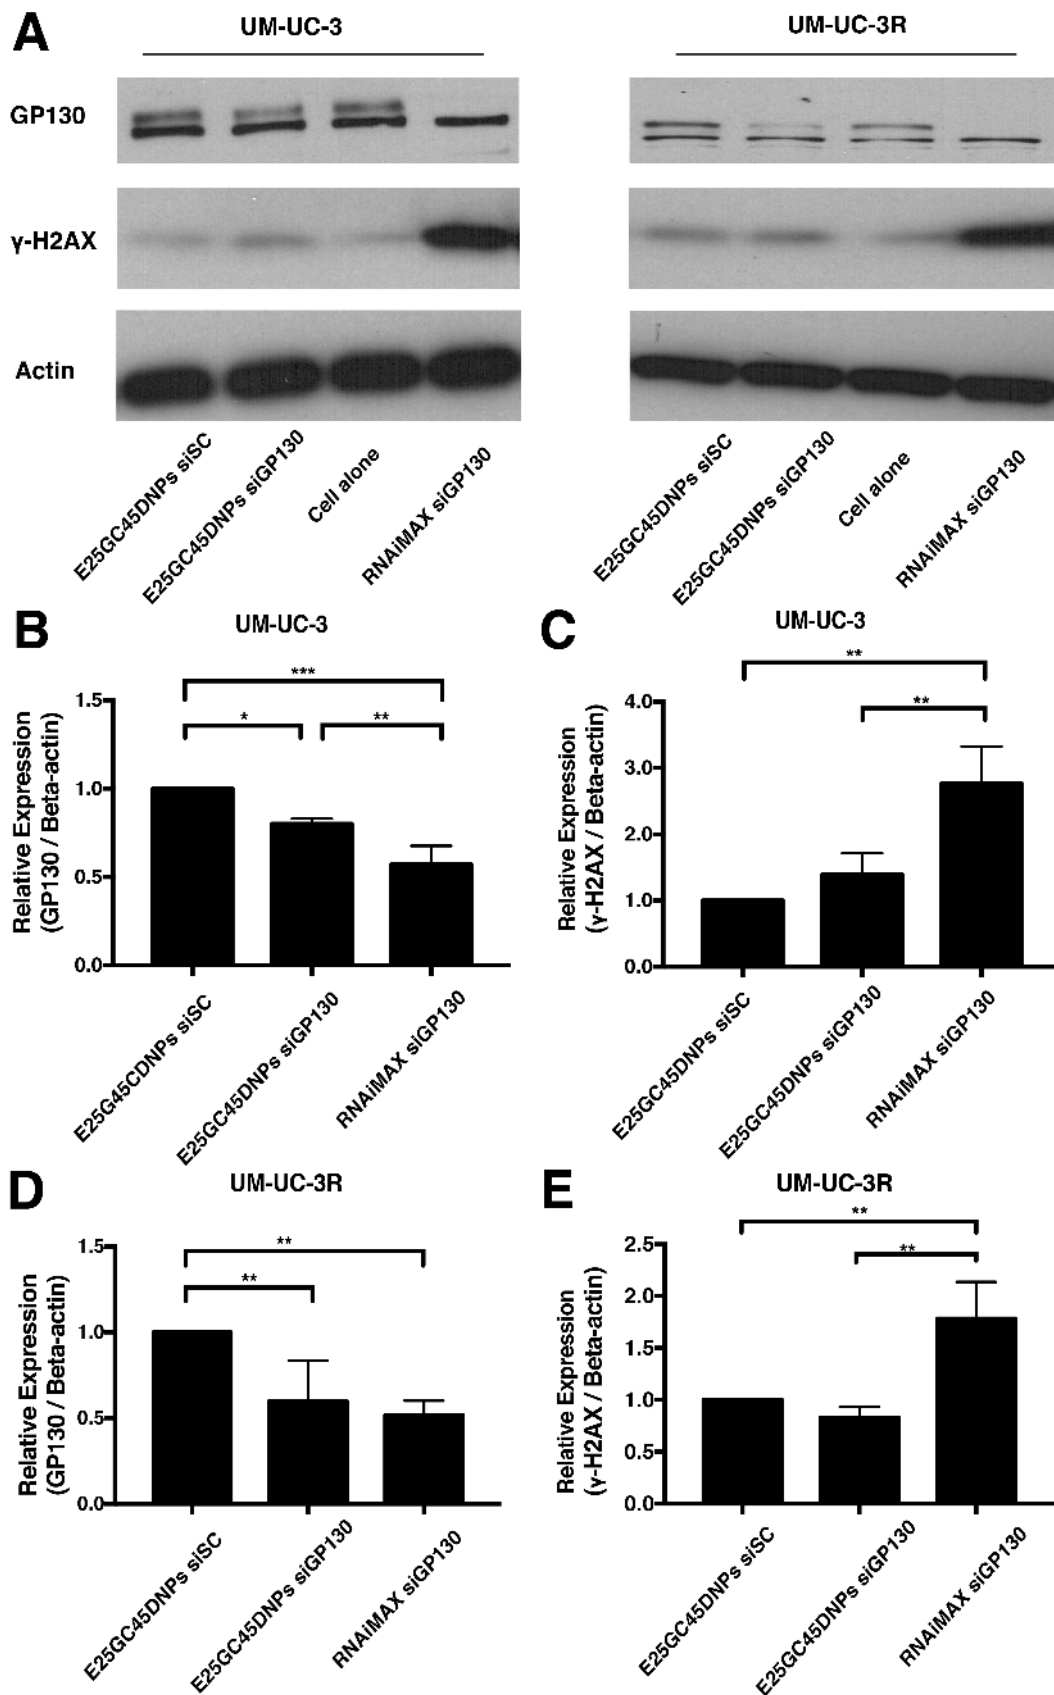 A
UM-UC-3
UM-UC-3R
GP130
γ-H2AX
Actin
E25GC45DNPs siSC
E25GC45DNPs siGP130
Cell alone
RNAiMAX siGP130
E25GC45DNPs siSC
E25GC45DNPs siGP130
Cell alone
RNAiMAX siGP130
B
UM-UC-3
***
*
**
Relative Expression
(GP130 / Beta-actin)
1.5
1.0
0.5
0.0
E25G45CDNPs siSC
E25GC45DNPs siGP130
RNAiMAX siGP130
C
UM-UC-3
**
**
Relative Expression
(γ-H2AX / Beta-actin)
4.0
3.0
2.0
1.0
0.0
E25GC45DNPs siSC
E25GC45DNPs siGP130
RNAiMAX siGP130
D
UM-UC-3R
**
**
Relative Expression
(GP130 / Beta-actin)
1.5
1.0
0.5
0.0
E25GC45DNPs siSC
E25GC45DNPs siGP130
RNAiMAX siGP130
E
UM-UC-3R
**
**
Relative Expression
(γ-H2AX / Beta-actin)
2.5
2.0
1.5
1.0
0.5
0.0
E25GC45DNPs siSC
E25GC45DNPs siGP130
RNAiMAX siGP130